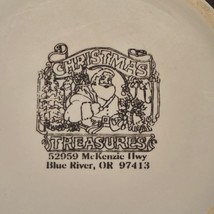 CHRISTMAS
TREASURES
52959 McKenzie Hwy
Blue River, OR 97413